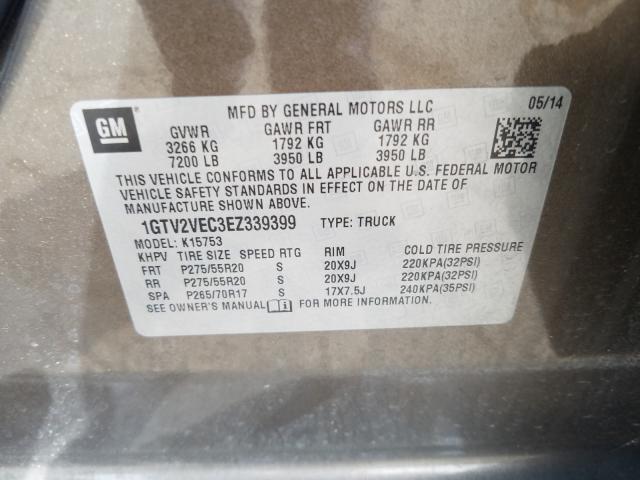 GM
MFD BY GENERAL MOTORS LLC 05/14
GVWR GAWR FRT GAWR RR
3266 KG 1792 KG 1792 KG
7200 LB 3950 LB 3950 LB
THIS VEHICLE CONFORMS TO ALL APPLICABLE U.S. FEDERAL MOTOR
VEHICLE SAFETY STANDARDS IN EFFECT ON THE DATE OF
MANUFACTURE SHOWN ABOVE.
1GTV2VEC3EZ339399 TYPE: TRUCK
MODEL: K15753
KHPV TIRE SIZE SPEED RTG RIM COLD TIRE PRESSURE
FRT P275/55R20 S 20X9J 220KPA(32PSI)
RR P275/55R20 S 20X9J 220KPA(32PSI)
SPA P265/70R17 S 17X7.5J 240KPA(35PSI)
SEE OWNER'S MANUAL FOR MORE INFORMATION.